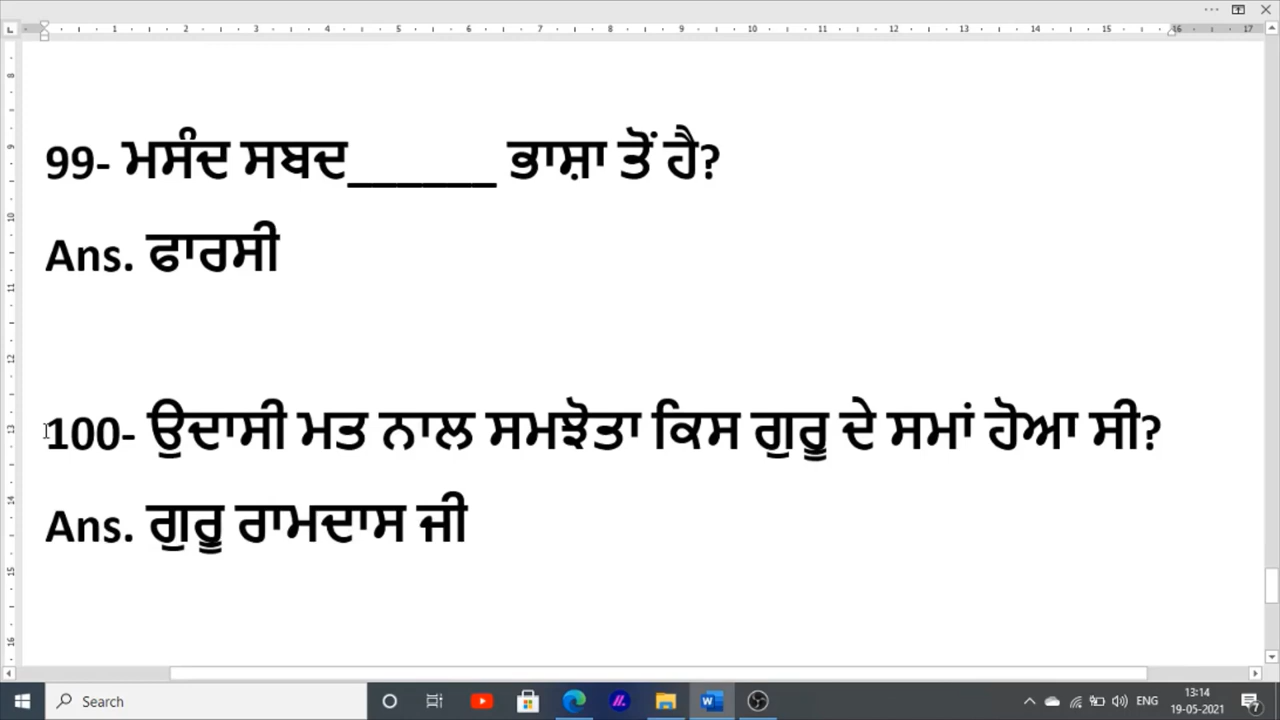 99- ਮਸੰਦ ਸਬਦ______ ਭਾਸ਼ਾ ਤੋਂ ਹੈ?
Ans. ਫਾਰਸੀ
100- ਉਦਾਸੀ ਮਤ ਨਾਲ ਸਮਝੋਤਾ ਕਿਸ ਗੁਰੂ ਦੇ ਸਮਾਂ ਹੋਆ ਸੀ?
Ans. ਗੁਰੂ ਰਾਮਦਾਸ ਜੀ
Search
ENG
13:14
19-05-2021